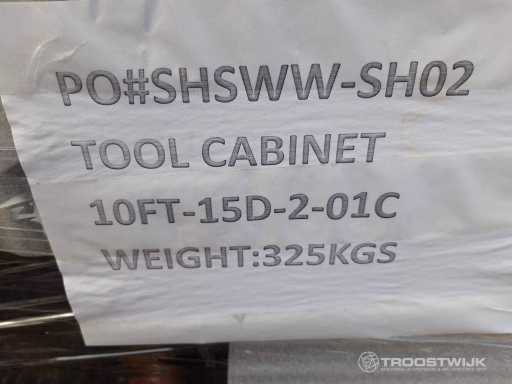 PO#SHSWW-SH02
TOOL CABINET
10FT-15D-2-01C
WEIGHT:325KGS
TROOSTWIJK